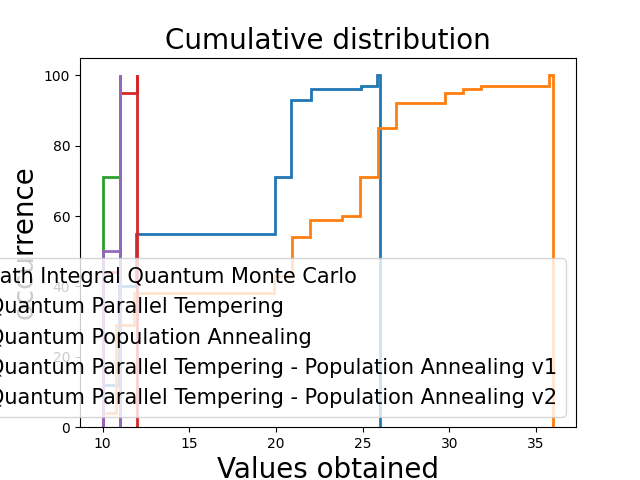 Cumulative distribution
100
80
60
40
20
0
occurrence
ath Integral Quantum Monte Carlo
Quantum Parallel Tempering
Quantum Population Annealing
Quantum Parallel Tempering - Population Annealing v1
Quantum Parallel Tempering - Population Annealing v2
10 15 20 25 30 35
Values obtained